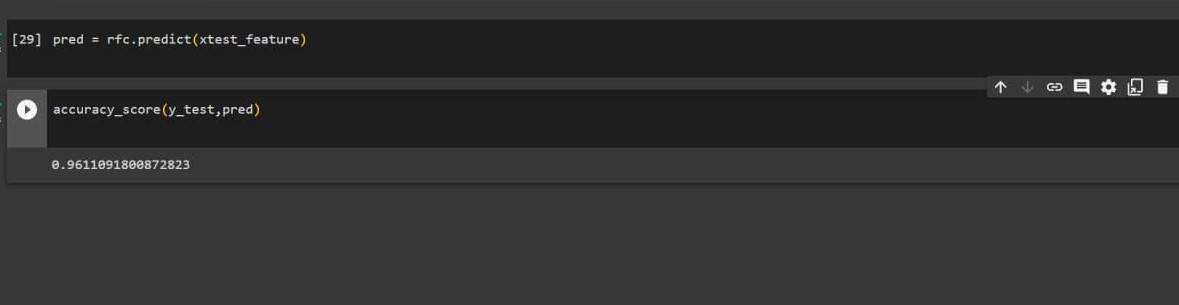 [29] pred = rfc.predict(xtest_feature)
accuracy_score(y_test,pred)
0.9611091800872823